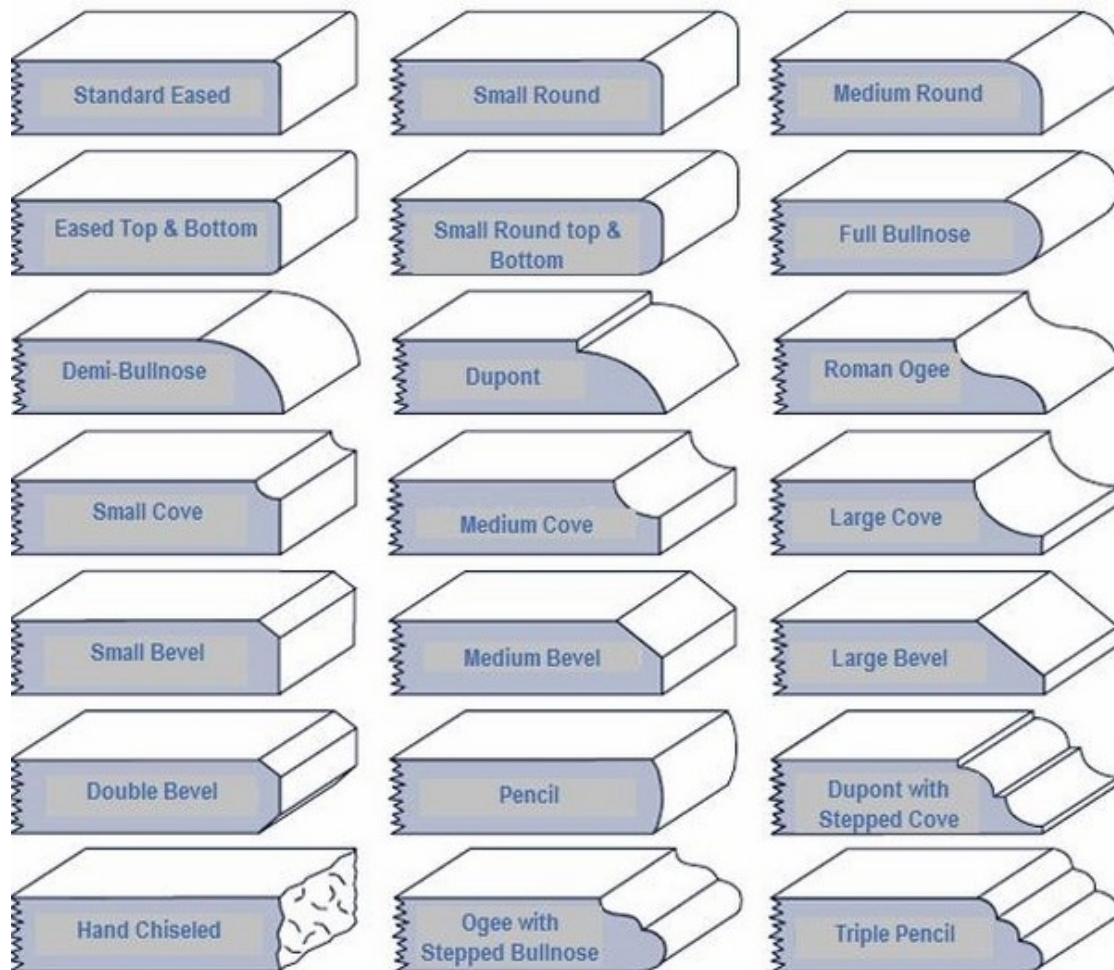 Standard Eased
Small Round
Medium Round
Eased Top & Bottom
Small Round top &
Bottom
Full Bullnose
Demi-Bullnose
Dupont
Roman Ogee
Small Cove
Medium Cove
Large Cove
Small Bevel
Medium Bevel
Large Bevel
Double Bevel
Pencil
Dupont with
Stepped Cove
Hand Chiseled
Ogee with
Stepped Bullnose
Triple Pencil